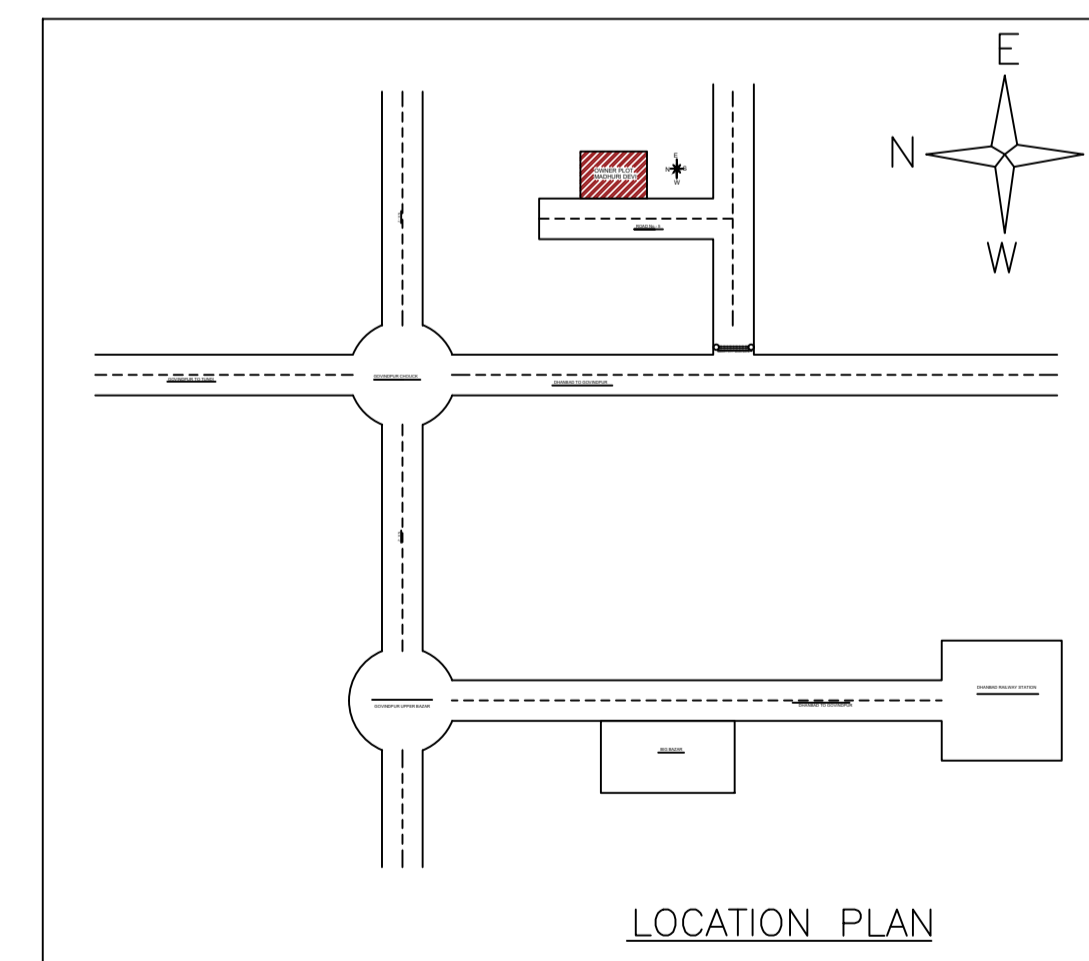 E
N
W
E
N S
W
OWNER PLOT
MADHURI DEVI
GOVINDPUR TO TUNDI
GOVINDPUR CHOUCK
DHANBAD TO GOVINDPUR
GOVINDPUR UPPER BAZAR
DHANBAD TO GOVINDPUR
DHANBAD RAILWAY STATION
BIG BAZAR
LOCATION PLAN